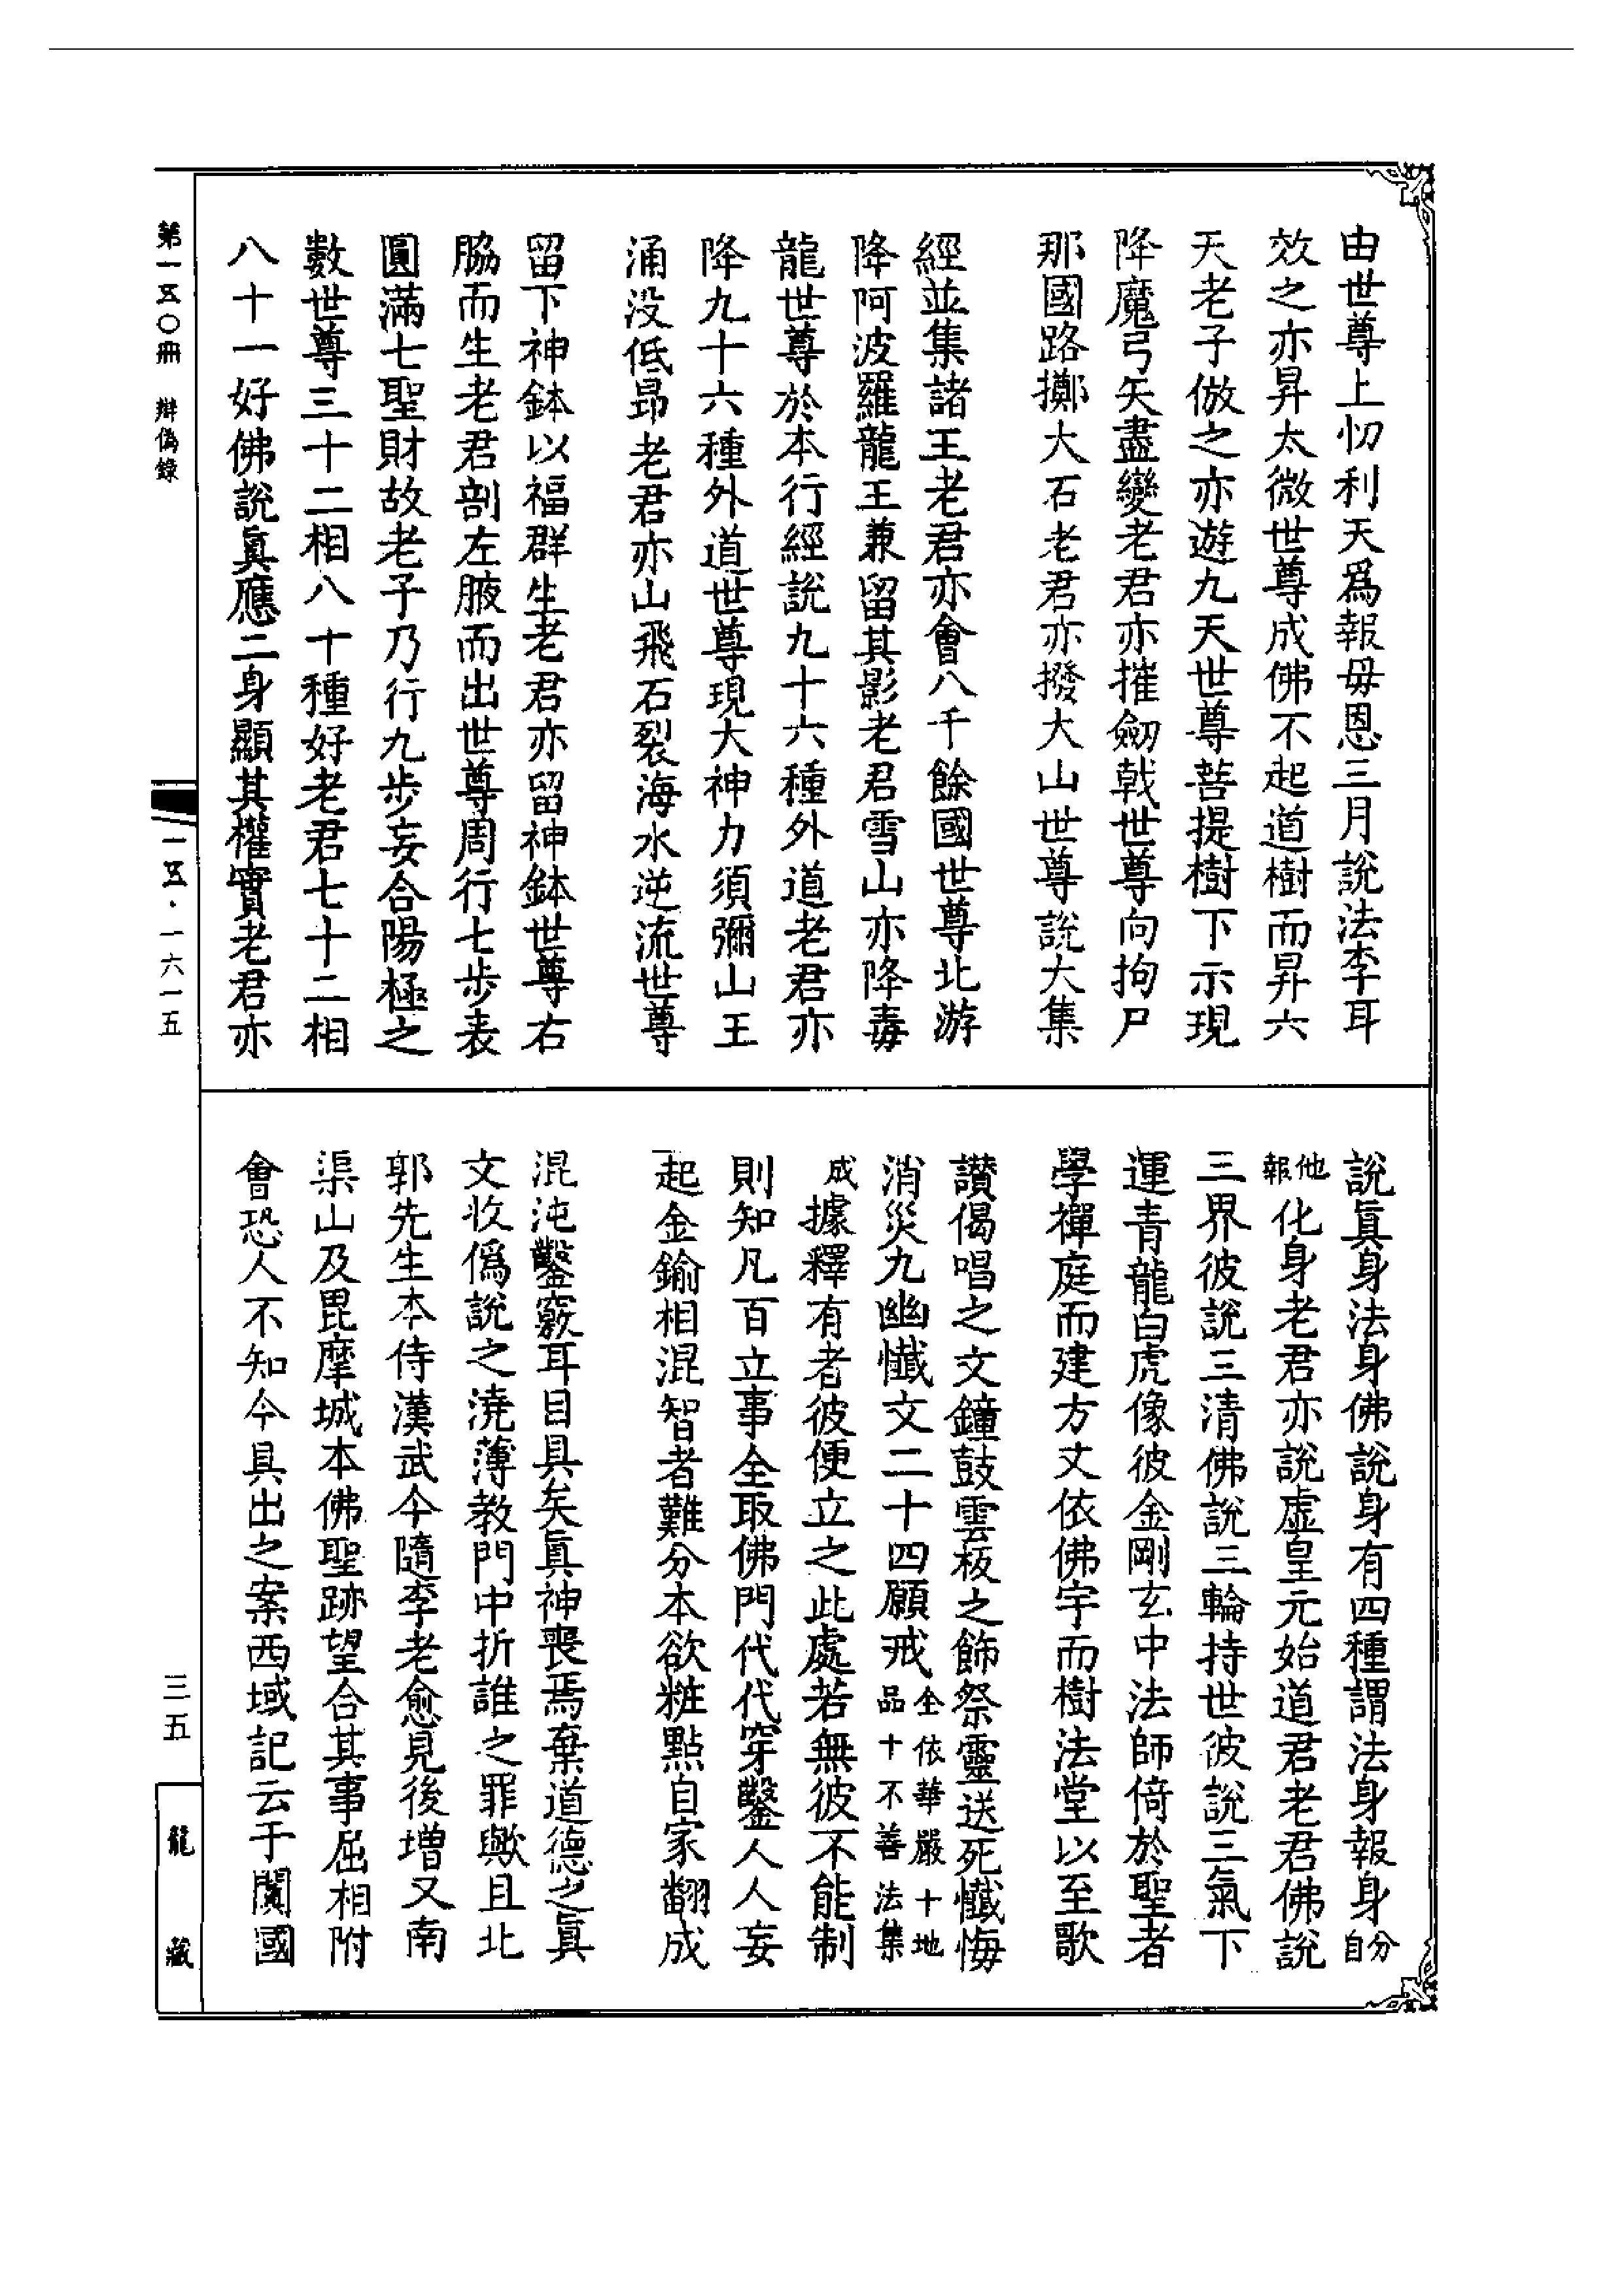 由世尊上忉利天爲報毋恩三月說法李耳
效之亦昇太微世尊成佛不起道樹而昇六
天老子倣之亦遊九天世尊菩提樹下示現
降魔弓矢盡變老君亦摧劒戟世尊向拘尸
那國路擲大石老君亦撥大山世尊說大集
經並集諸王老君亦會八千餘國世尊北游
降阿波羅龍王兼留其影老君雪山亦降毒
龍世尊於本行經說九十六種外道老君亦
降九十六種外道世尊現大神力須彌山王
涌没低昂老君亦山飛石裂海水逆流世尊
留下神鉢以福群生老君亦留神鉢世尊右
脇而生老君剖左腋而出世尊周行七步表
圓滿七聖財故老子乃行九步妄合陽極之
數世尊三十二相八十種好老君七十二相
八十一好佛說眞應二身顯其權實老君亦
說眞身法身佛說身有四種謂法身報身自分
報他化身老君亦說虛皇元始道君老君佛說
三界彼說三清佛說三輪持世彼說三氣下
運青龍白虎像彼金剛玄中法師倚於聖者
學禪庭而建方丈依佛宇而樹法堂以至歌
讃偈唱之文鐘鼓雲板之飾祭靈送死懺悔
消災九幽懺文二十四願戒全依華嚴十地品十不善法集
成據釋有者彼便立之此處若無彼不能制
則知凡百立事全取佛門代代穿鑿人人妄
起金鍮相混智者難分本欲粧點自家翻成
混沌鑿竅耳目具矣眞神喪焉棄道德之眞
文收僞說之澆薄教門中折誰之罪歟且北
郭先生本侍漢武今隨李老愈見後增又南
渠山及毘摩城本佛聖跡望合其事屈相附
會恐人不知今具出之案西域記云于闐國
第一五〇冊 辯偽錄
一五·一六一五
三五
龍藏